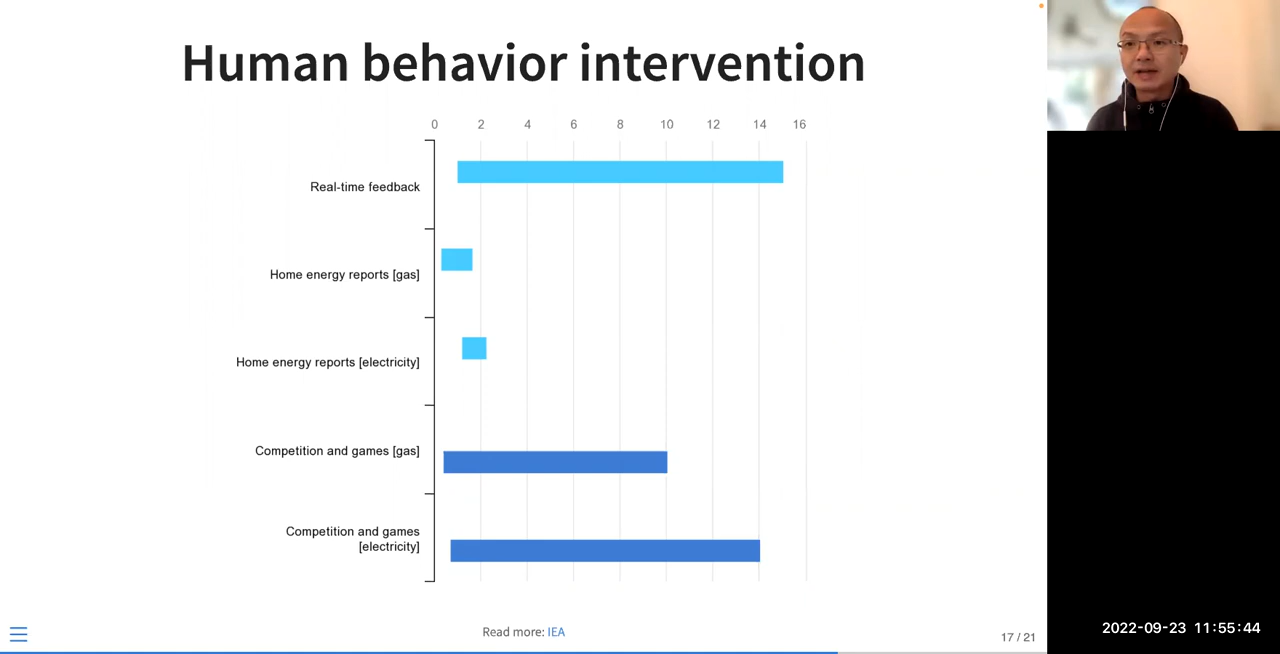 Human behavior intervention
0 2 4 6 8 10 12 14 16
Real-time feedback
Home energy reports [gas]
Home energy reports [electricity]
Competition and games [gas]
Competition and games
[electricity]
Read more: IEA
17 / 21
2022-09-23 11:55:44